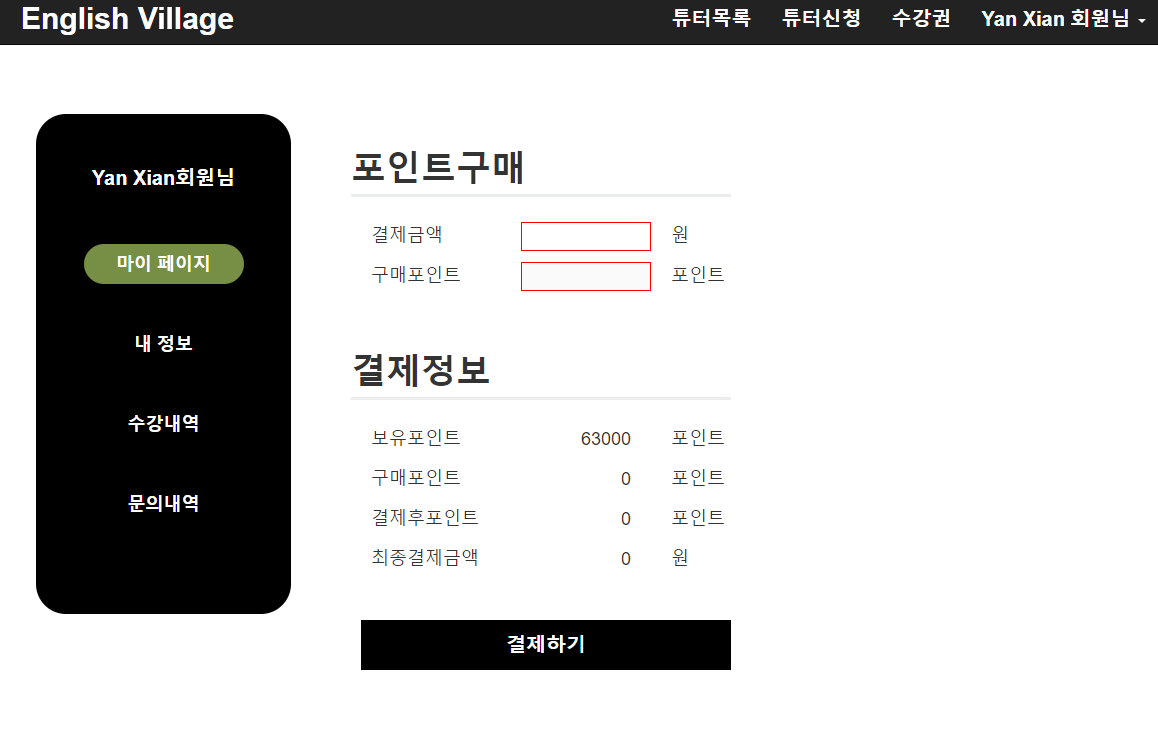 English Village 튜터목록 튜터신청 수강권 Yan Xian 회원님
Yan Xian회원님
마이 페이지
내 정보
수강내역
문의내역
포인트구매
결제금액 원
구매포인트 포인트
결제정보
보유포인트 63000 포인트
구매포인트 0 포인트
결제후포인트 0 포인트
최종결제금액 0 원
결제하기